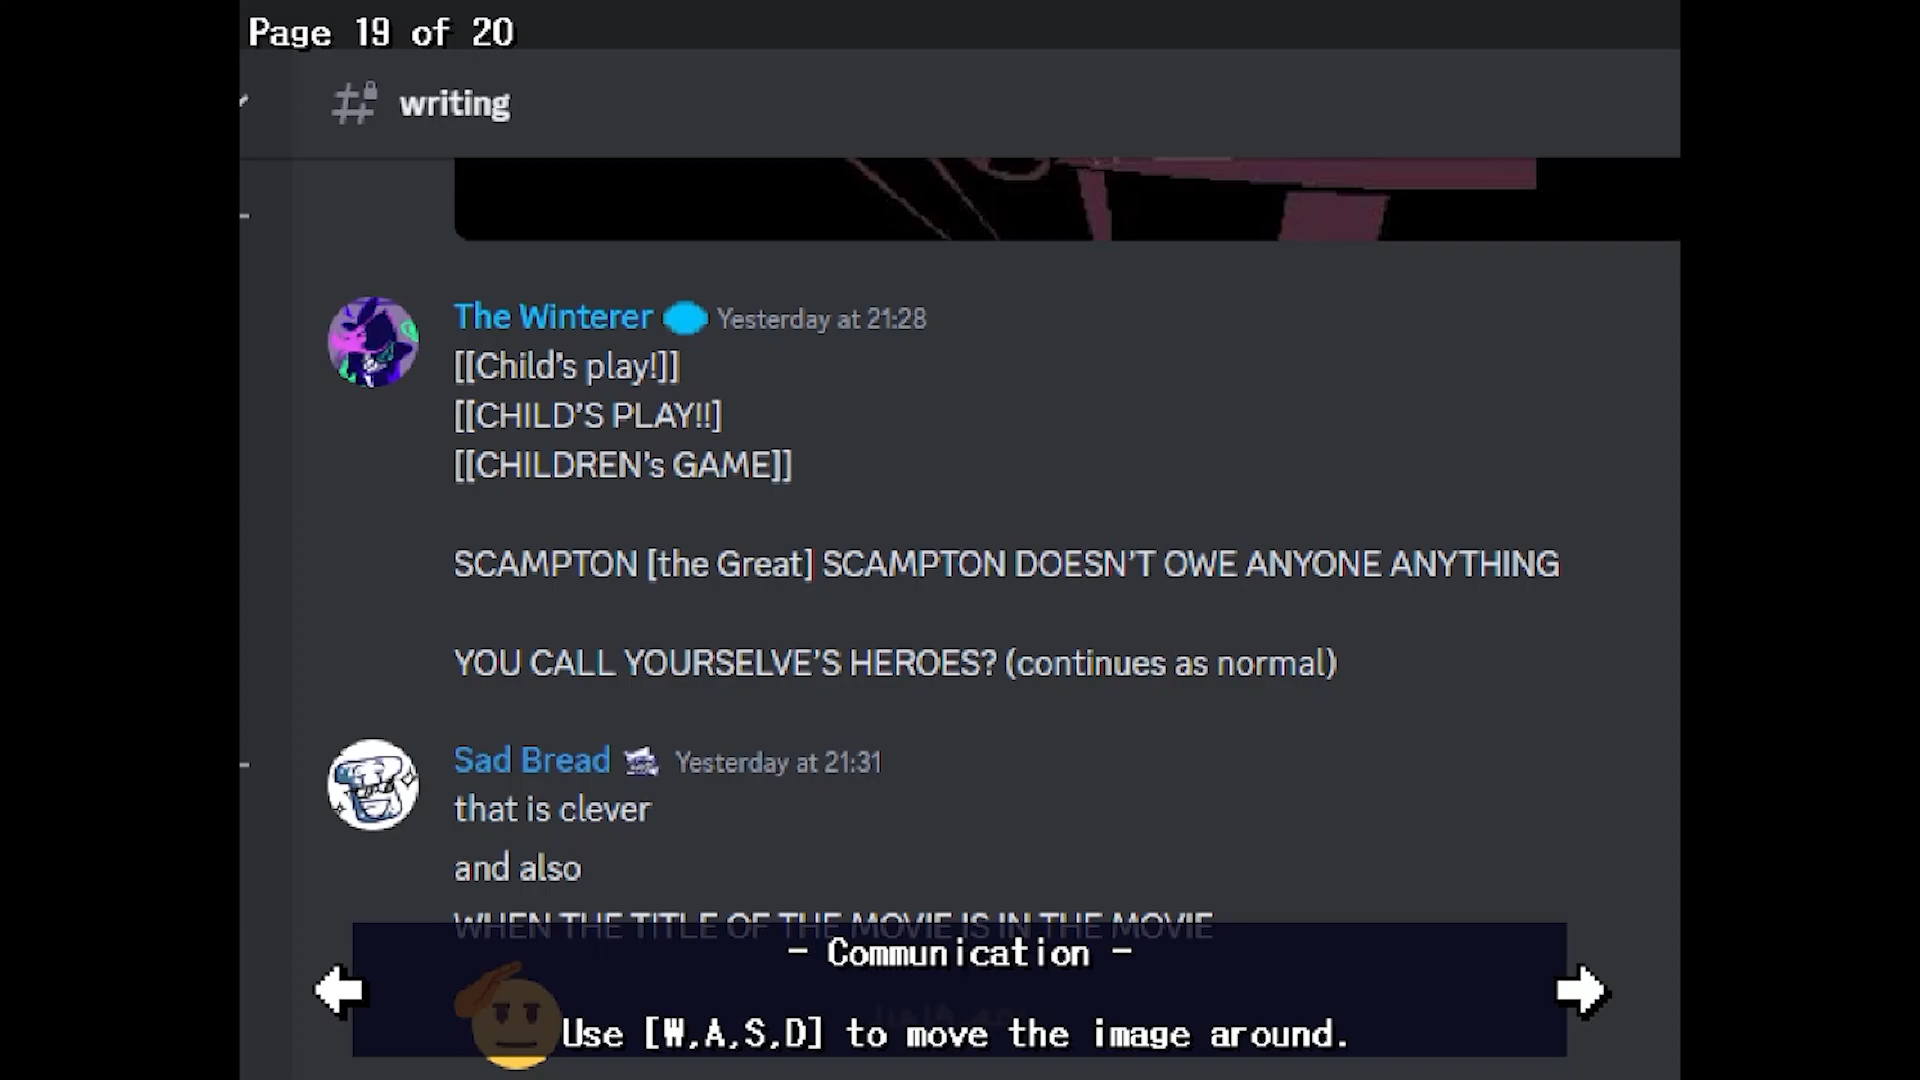 Page 19 of 20
writing
The Winterer Yesterday at 21:28
[[Child's play!]]
[[CHILD'S PLAY!!]
[[CHILDREN's GAME]]
SCAMPTON [the Great] SCAMPTON DOESN'T OWE ANYONE ANYTHING
YOU CALL YOURSELVE'S HEROES? (continues as normal)
Sad Bread Yesterday at 21:31
that is clever
and also
WHEN THE TITLE OF THE MOVIE IS IN THE MOVIE
- Communication -
Use [W,A,S,D] to move the image around.